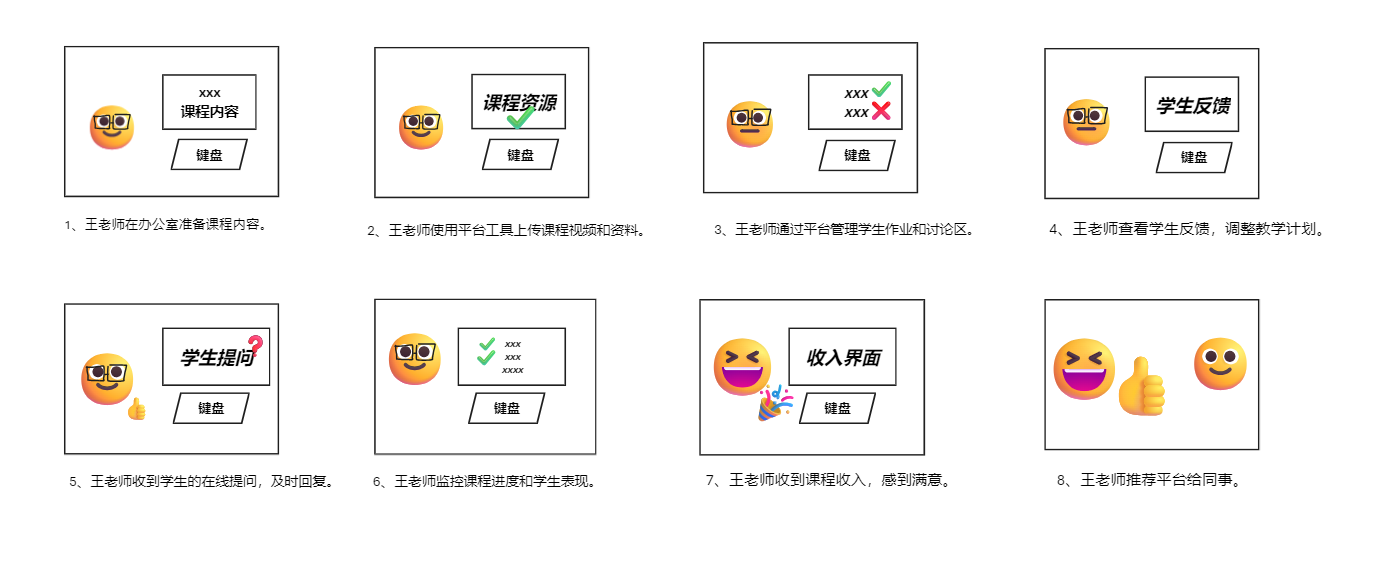 xxx
课程内容
键盘
1、王老师在办公室准备课程内容。
课程资源
键盘
2、王老师使用平台工具上传课程视频和资料。
xxx
xxx
键盘
3、王老师通过平台管理学生作业和讨论区。
学生反馈
键盘
4、王老师查看学生反馈，调整教学计划。
学生提问
键盘
5、王老师收到学生的在线提问，及时回复。
xxx
xxx
xxxx
键盘
6、王老师监控课程进度和学生表现。
收入界面
键盘
7、王老师收到课程收入，感到满意。
8、王老师推荐平台给同事。